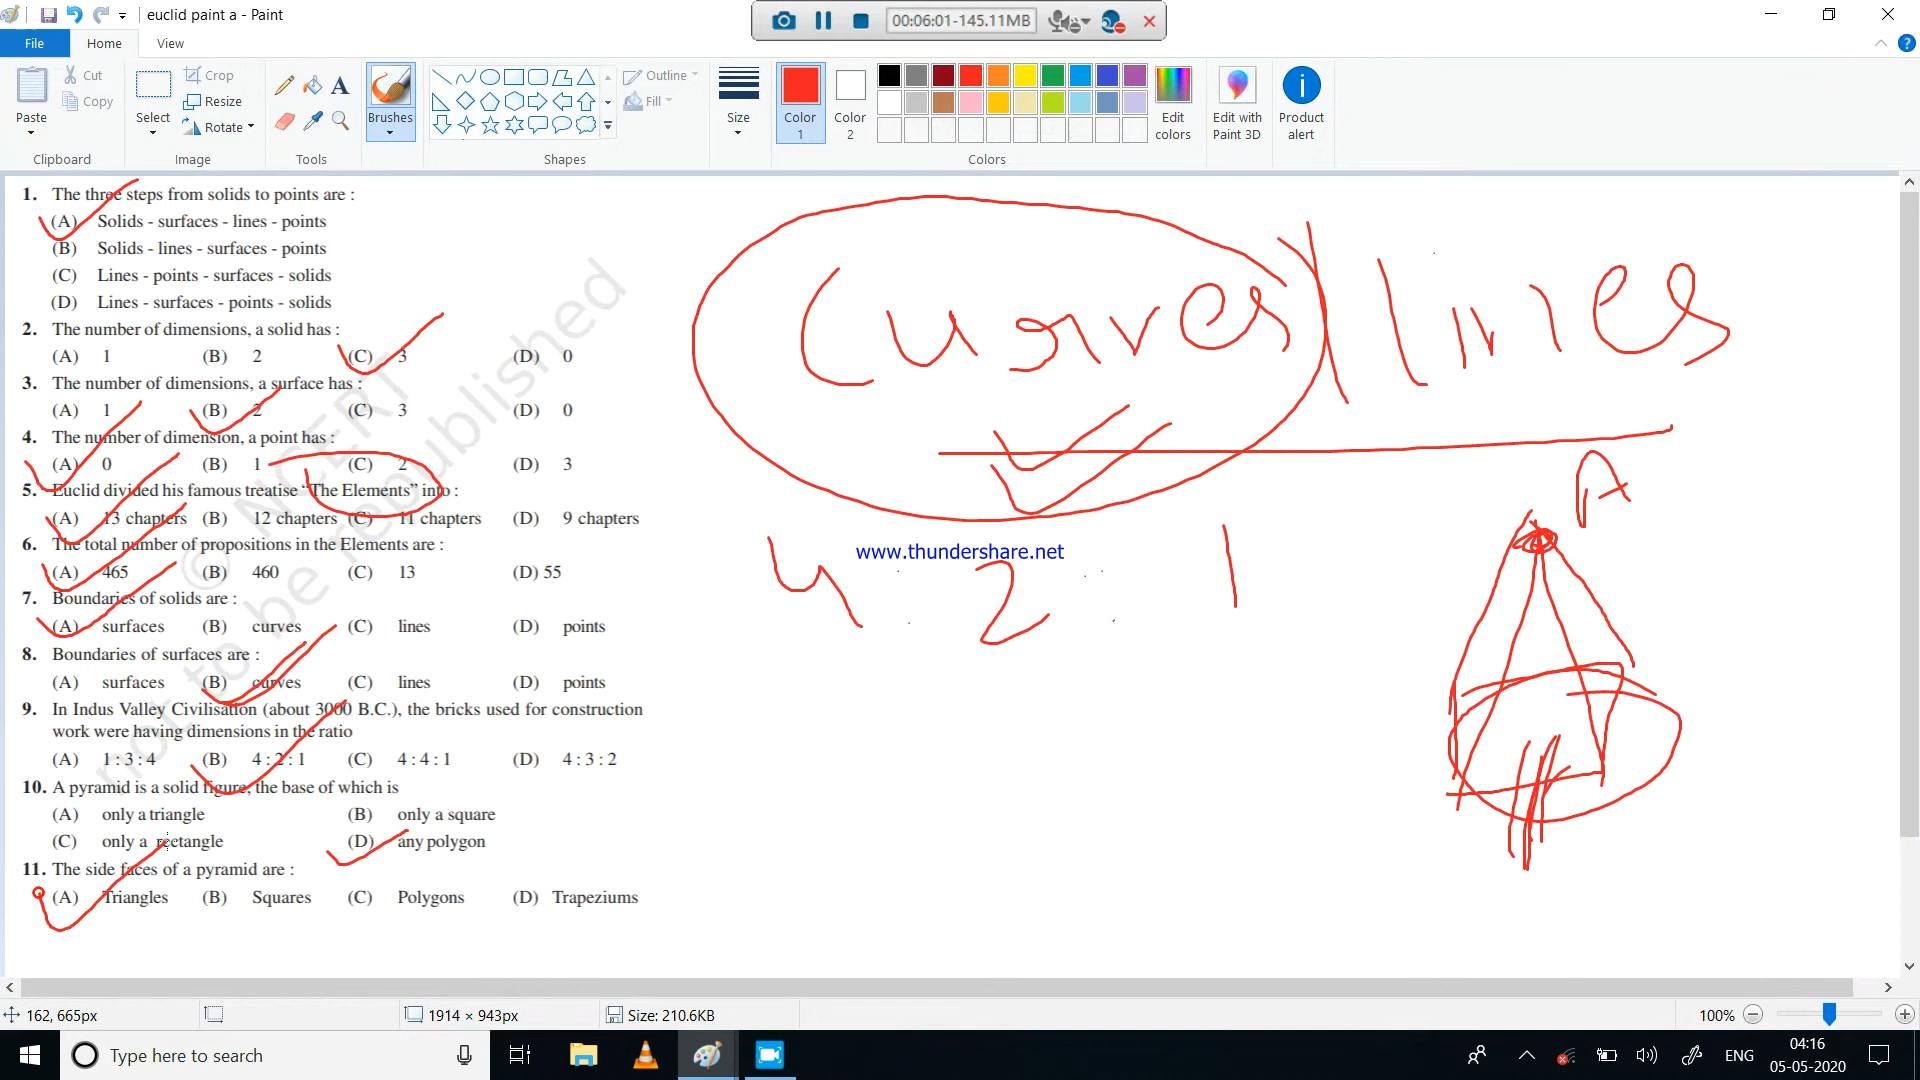 euclid paint a - Paint
00:06:01-145.11MB
File
Home
View
Paste
Cut
Copy
Clipboard
Select
Crop
Resize
Rotate
Image
Tools
Brushes
Shapes
Outline
Fill
Size
Color 1
Color 2
Colors
Edit colors
Edit with Paint 3D
Product alert
1. The three steps from solids to points are :
(A) Solids - surfaces - lines - points
(B) Solids - lines - surfaces - points
(C) Lines - points - surfaces - solids
(D) Lines - surfaces - points - solids
2. The number of dimensions, a solid has :
(A) 1 (B) 2 (C) 3 (D) 0
3. The number of dimensions, a surface has :
(A) 1 (B) 2 (C) 3 (D) 0
4. The number of dimension, a point has :
(A) 0 (B) 1 (C) 2 (D) 3
5. Euclid divided his famous treatise “The Elements” into :
(A) 13 chapters (B) 12 chapters (C) 11 chapters (D) 9 chapters
6. The total number of propositions in the Elements are :
(A) 465 (B) 460 (C) 13 (D) 55
7. Boundaries of solids are :
(A) surfaces (B) curves (C) lines (D) points
8. Boundaries of surfaces are :
(A) surfaces (B) curves (C) lines (D) points
9. In Indus Valley Civilisation (about 3000 B.C.), the bricks used for construction
work were having dimensions in the ratio
(A) 1 : 3 : 4 (B) 4 : 2 : 1 (C) 4 : 4 : 1 (D) 4 : 3 : 2
10. A pyramid is a solid figure, the base of which is
(A) only a triangle (B) only a square
(C) only a rectangle (D) any polygon
11. The side faces of a pyramid are :
(A) Triangles (B) Squares (C) Polygons (D) Trapeziums
© NCERT
not to be republished
Curves lines
A
www.thundershare.net
4 : 2 : 1
162, 665px
1914 × 943px
Size: 210.6KB
100%
Type here to search
ENG
04:16
05-05-2020